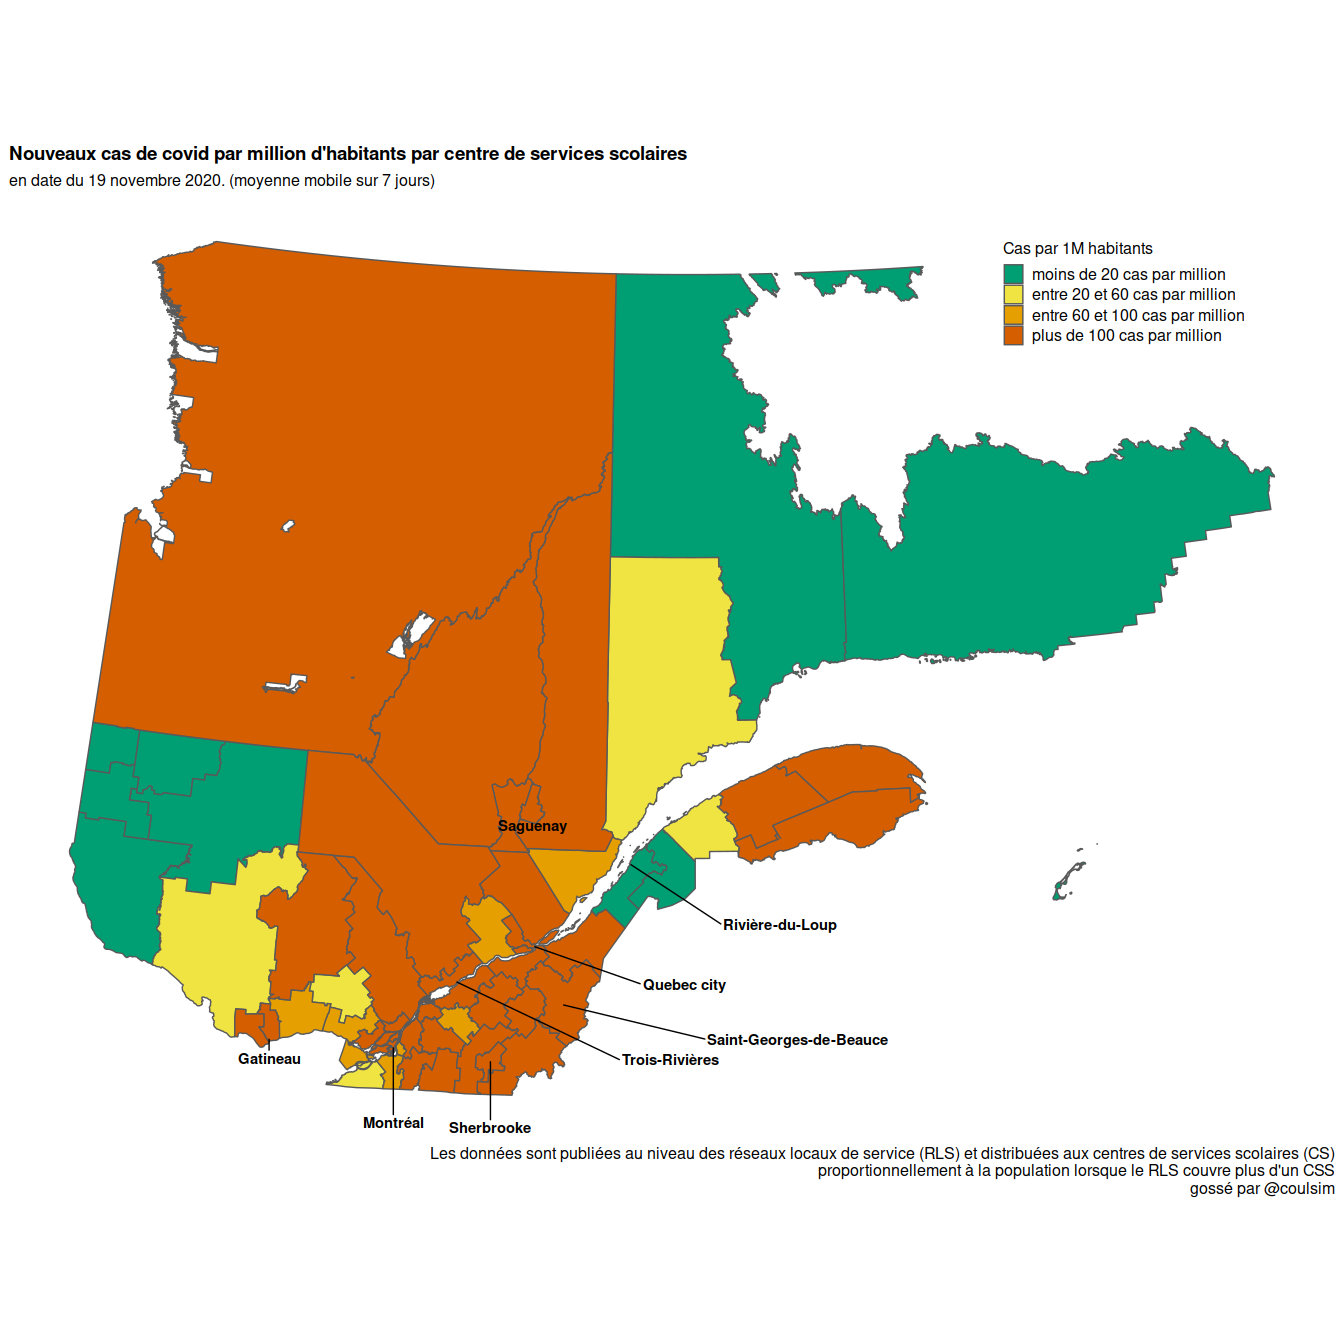 Nouveaux cas de covid par million d'habitants par centre de services scolaires
en date du 19 novembre 2020. (moyenne mobile sur 7 jours)
Cas par 1M habitants
moins de 20 cas par million
entre 20 et 60 cas par million
entre 60 et 100 cas par million
plus de 100 cas par million
Saguenay
Rivière-du-Loup
Quebec city
Saint-Georges-de-Beauce
Trois-Rivières
Gatineau
Montréal
Sherbrooke
Les données sont publiées au niveau des réseaux locaux de service (RLS) et distribuées aux centres de services scolaires (CS)
proportionnellement à la population lorsque le RLS couvre plus d'un CSS
gossé par @coulsim